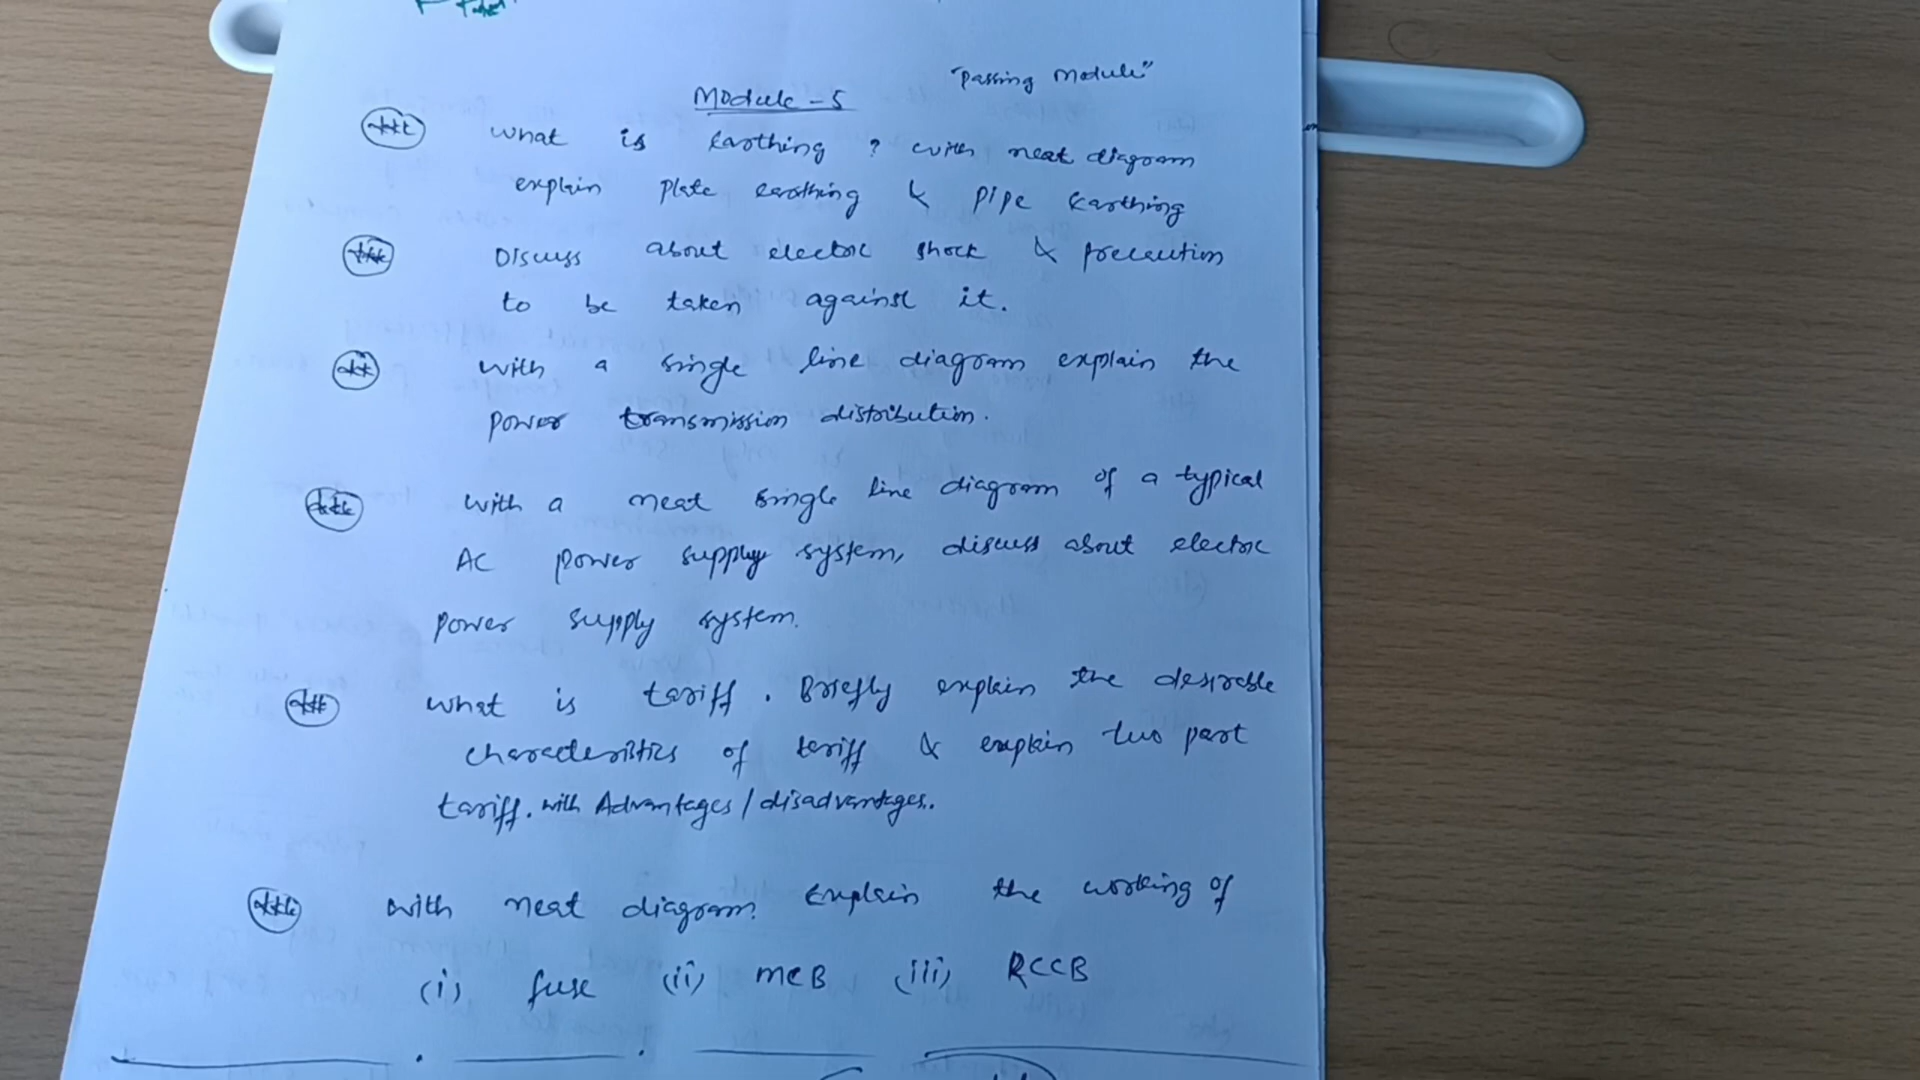 "Passing Module"
Module - 5
*** What is Earthing ? with neat diagram
explain plate earthing & pipe Earthing
*** Discuss about electric shock & precaution
to be taken against it.
** with a single line diagram explain the
power transmission distribution.
*** with a neat single line diagram of a typical
AC power supply system, discuss about electric
power supply system.
*** what is tariff. Briefly explain the desirable
characteristics of tariff & explain two part
tariff. with Advantages / disadvantages.
*** with neat diagram. Explain the working of
(i) fuse (ii) MCB (iii) RCCB